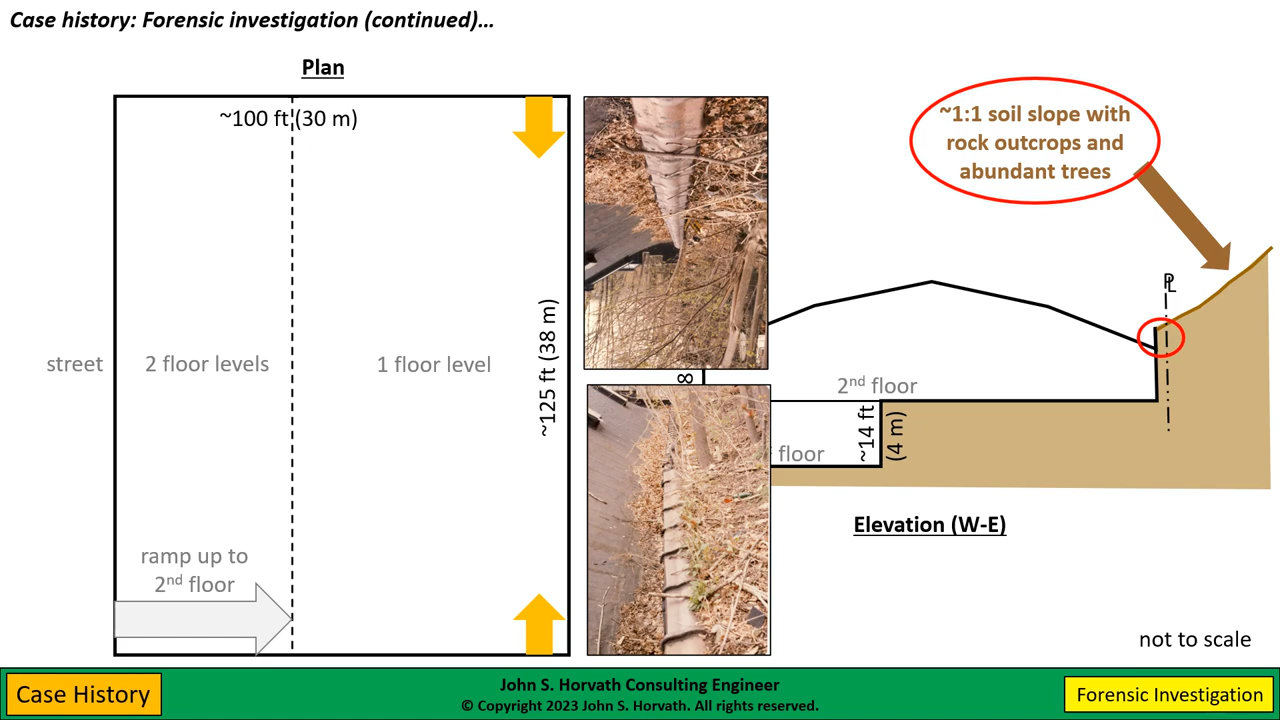 Case history: Forensic investigation (continued)…
Plan
~100 ft (30 m)
~1:1 soil slope with
rock outcrops and
abundant trees
street
2 floor levels
1 floor level
~125 ft (38 m)
ramp up to
2nd floor
PL
8
2nd floor
floor
~14 ft
(4 m)
Elevation (W-E)
not to scale
Case History
John S. Horvath Consulting Engineer
© Copyright 2023 John S. Horvath. All rights reserved.
Forensic Investigation